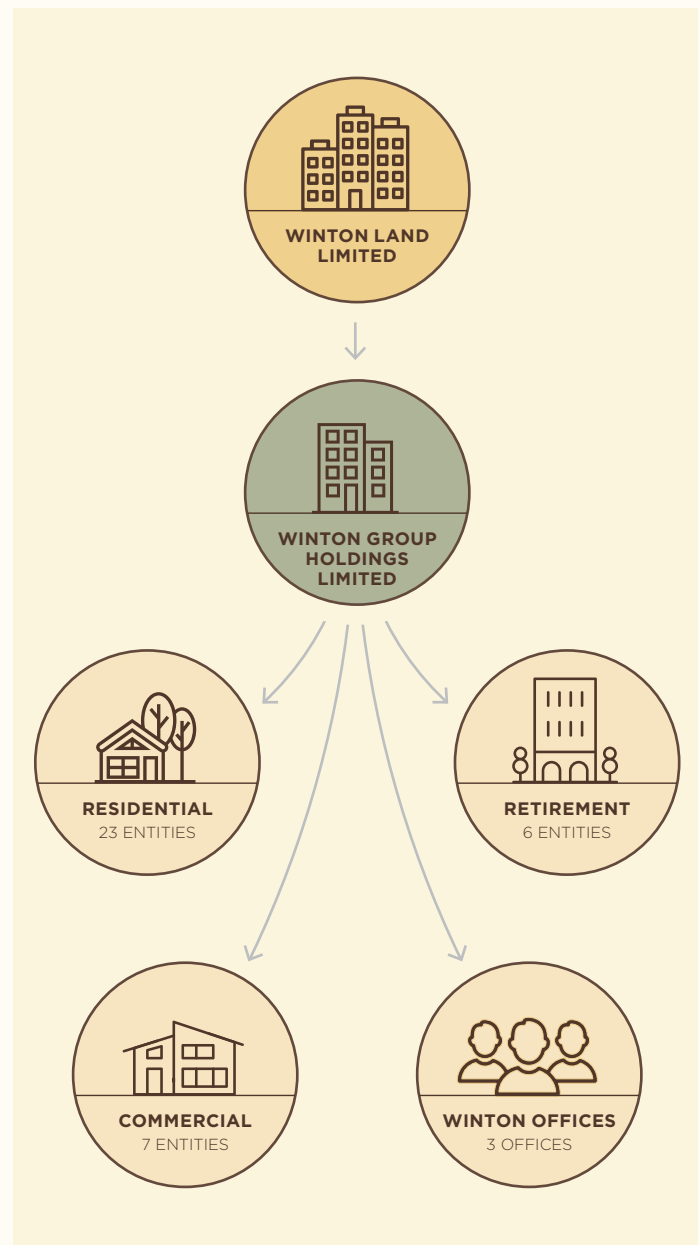 WINTON LAND
LIMITED
WINTON GROUP
HOLDINGS
LIMITED
RESIDENTIAL
23 ENTITIES
RETIREMENT
6 ENTITIES
COMMERCIAL
7 ENTITIES
WINTON OFFICES
3 OFFICES